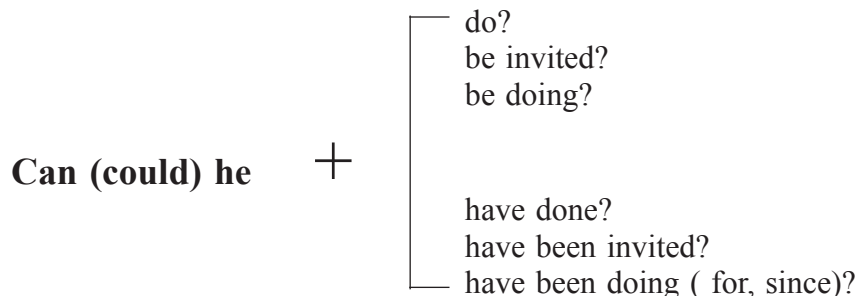 do?
be invited?
be doing?
Can (could) he +
have done?
have been invited?
have been doing ( for, since)?